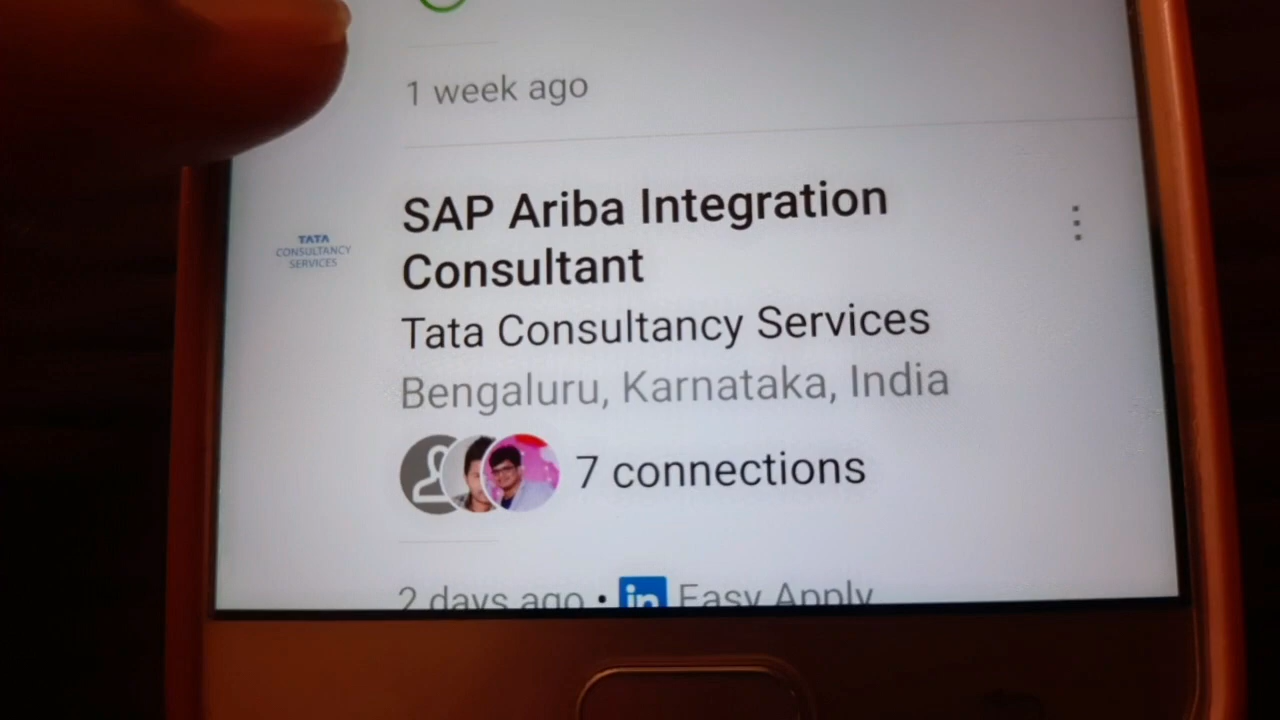 1 week ago
SAP Ariba Integration
Consultant
TATA
CONSULTANCY
SERVICES
Tata Consultancy Services
Bengaluru, Karnataka, India
7 connections
2 days ago • in Easy Apply